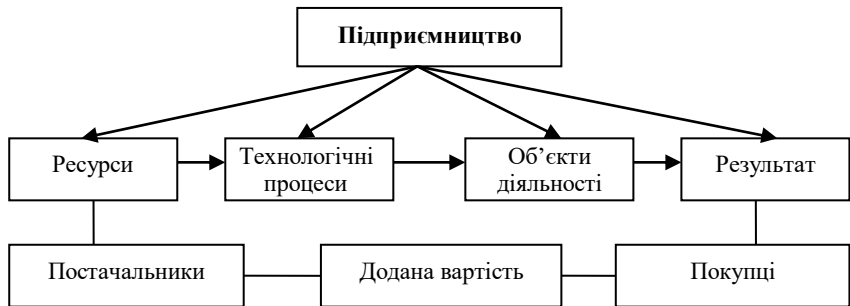 Підприємництво
Ресурси
Технологічні
процеси
Об’єкти
діяльності
Результат
Постачальники
Додана вартість
Покупці